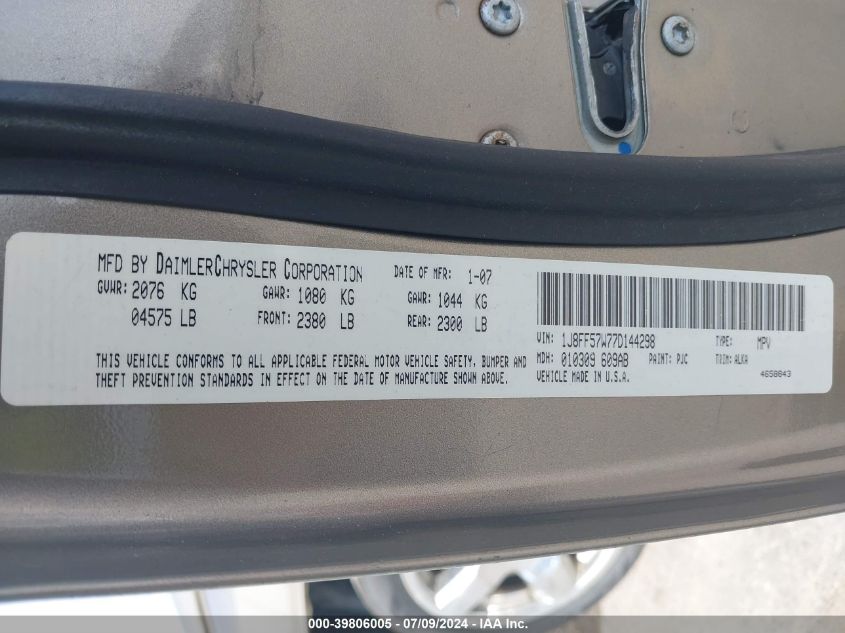 MFD BY DAIMLERCHRYSLER CORPORATION DATE OF MFR: 1-07
GVWR: 2076 KG GAWR: 1080 KG GAWR: 1044 KG
04575 LB FRONT: 2380 LB REAR: 2300 LB
THIS VEHICLE CONFORMS TO ALL APPLICABLE FEDERAL MOTOR VEHICLE SAFETY, BUMPER AND
THEFT PREVENTION STANDARDS IN EFFECT ON THE DATE OF MANUFACTURE SHOWN ABOVE.
VIN: 1J8FF57W77D144298 TYPE: MPV
MDH: 010309 609AB PAINT: PJC TRIM: ALKA
VEHICLE MADE IN U.S.A. 4658843
000-39806005 - 07/09/2024 - IAA Inc.